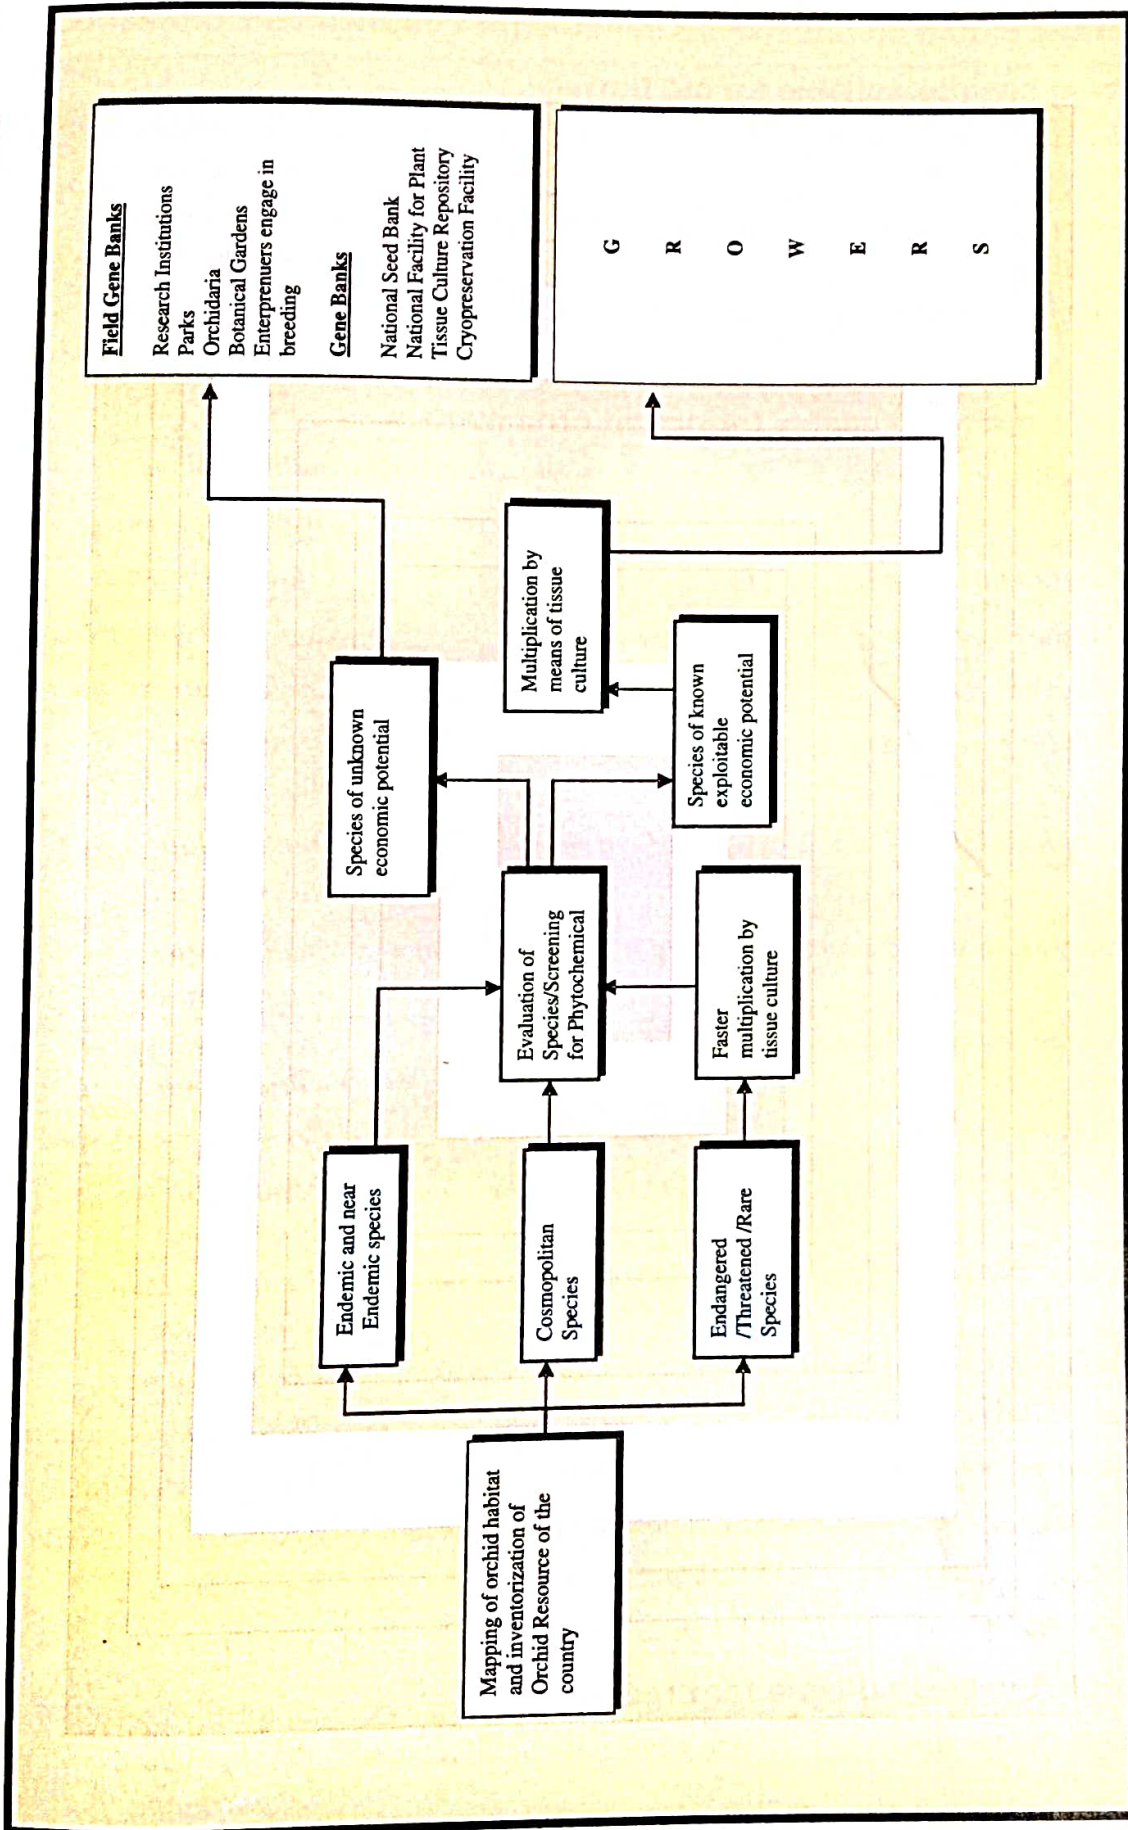 Mapping of orchid habitat
and inventorization of
Orchid Resource of the
country
Endemic and near
Endemic species
Cosmopolitan
Species
Endangered
/Threatened /Rare
Species
Evaluation of
Species/Screening
for Phytochemical
Faster
multiplication by
tissue culture
Species of unknown
economic potential
Species of known
exploitable
economic potential
Multiplication by
means of tissue
culture
Field Gene Banks
Research Institutions
Parks
Orchidaria
Botanical Gardens
Enterprenuers engage in
breeding
Gene Banks
National Seed Bank
National Facility for Plant
Tissue Culture Repository
Cryopreservation Facility
G
R
O
W
E
R
S